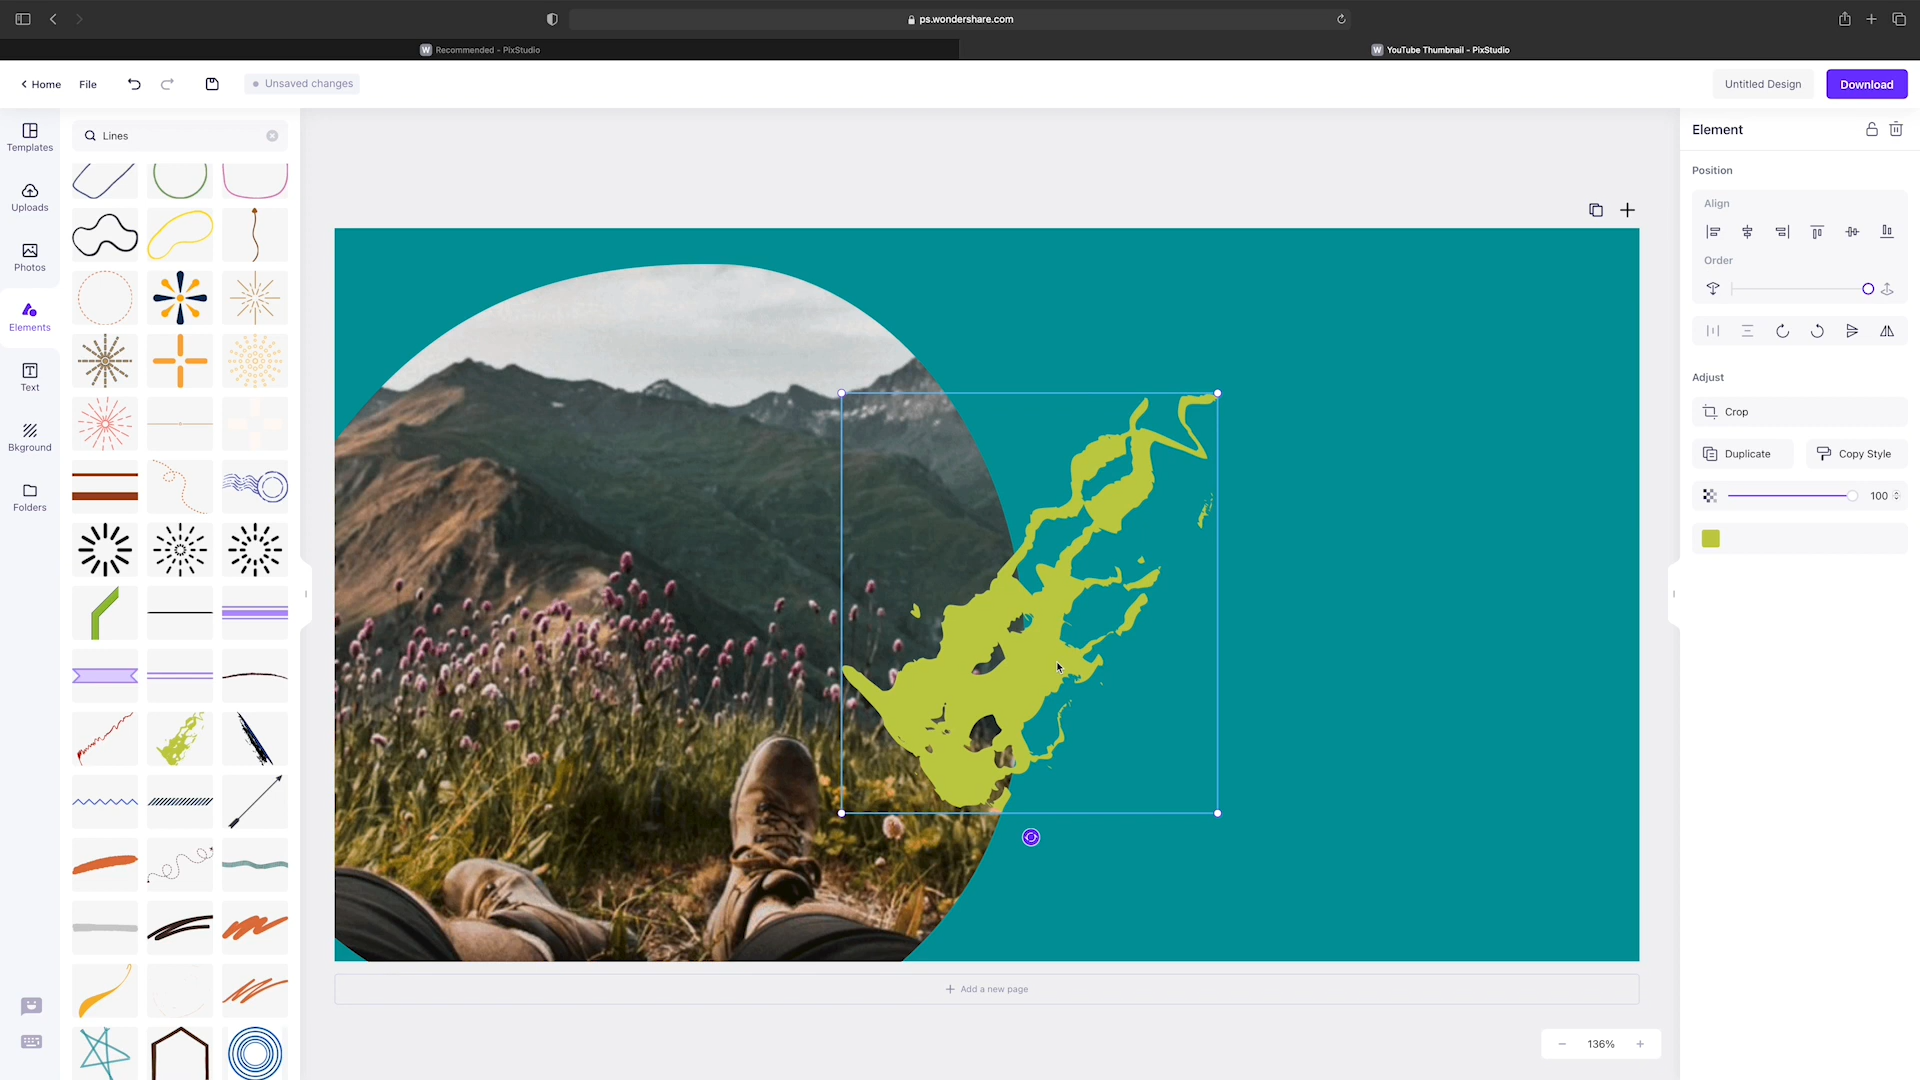 ps.wondershare.com
W Recommended - PixStudio
W YouTube Thumbnail - PixStudio
Home File Unsaved changes Untitled Design Download
Templates
Uploads
Photos
Elements
Text
Bkground
Folders
Lines
Add a new page
136%
Element
Position
Align
Order
Adjust
Crop
Duplicate Copy Style
100